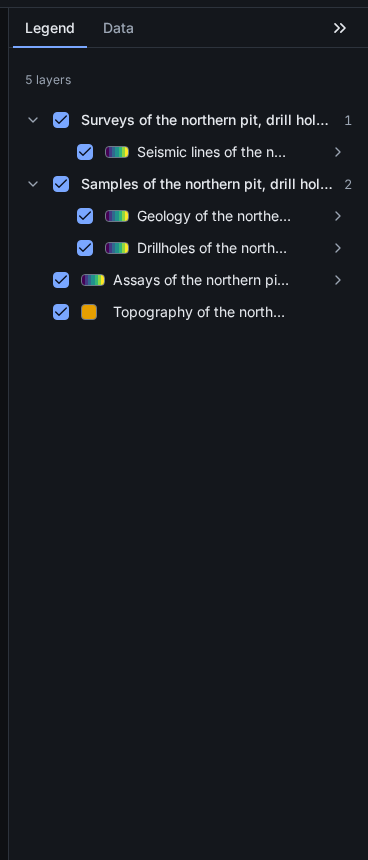 Legend Data
5 layers
Surveys of the northern pit, drill hol... 1
Seismic lines of the n...
Samples of the northern pit, drill hol... 2
Geology of the northe...
Drillholes of the north...
Assays of the northern pi...
Topography of the north...